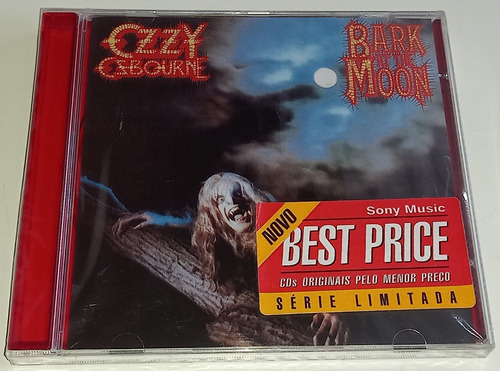 OZZY
OSBOURNE
BARK
AT THE
MOON
NOVO
Sony Music
BEST PRICE
CDs ORIGINAIS PELO MENOR PREÇO
SÉRIE LIMITADA